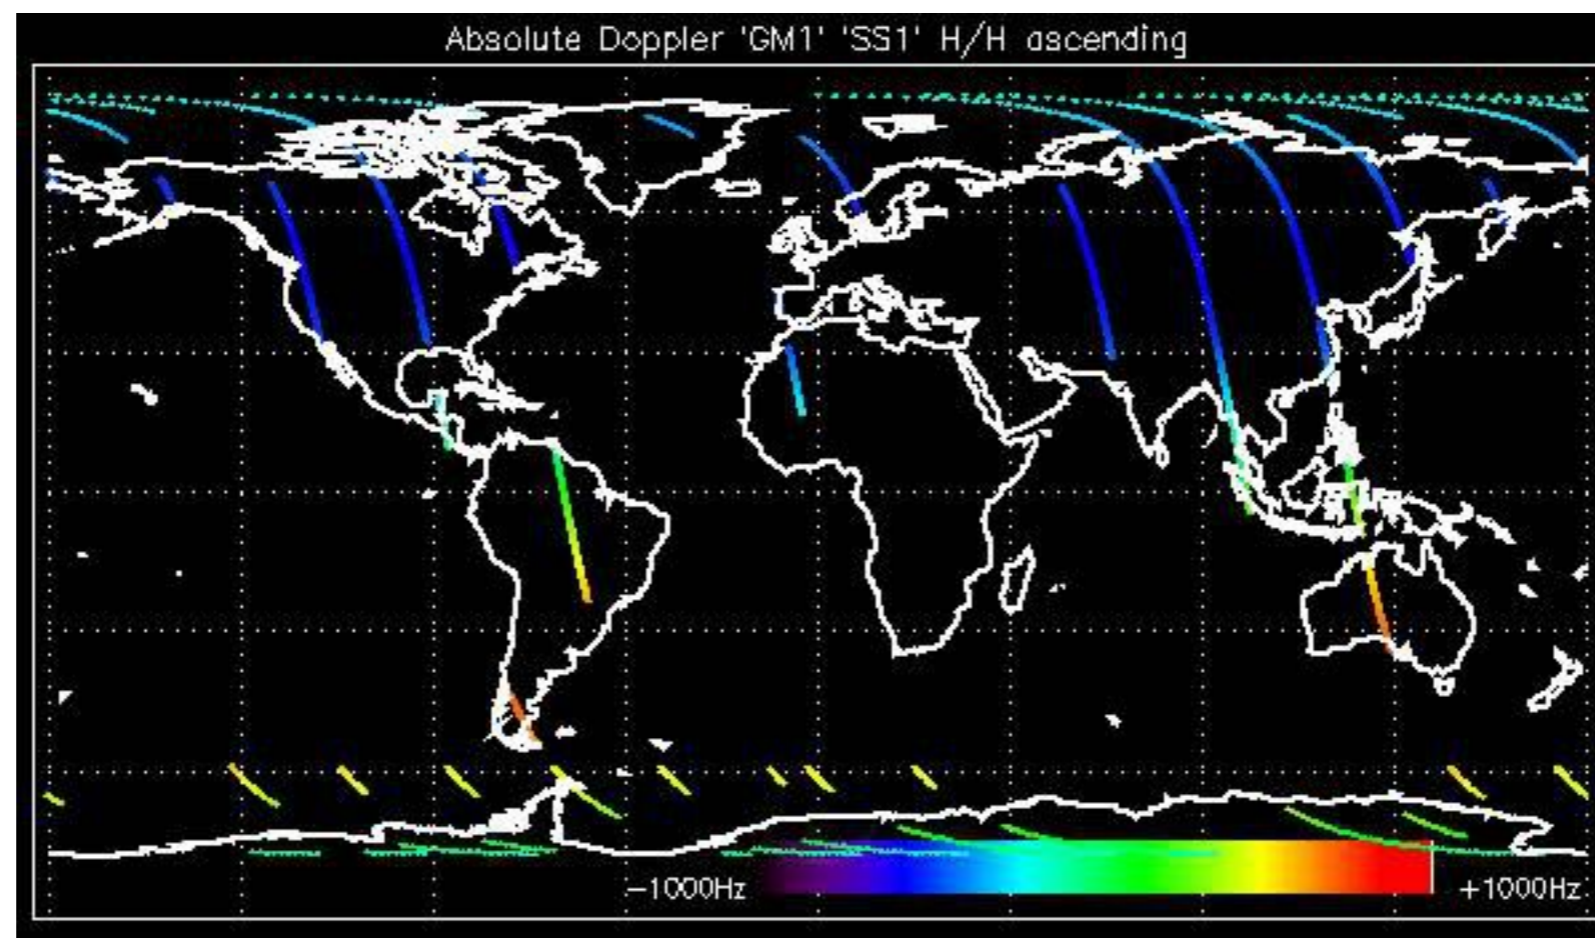 Absolute Doppler 'GM1' 'SS1' H/H ascending
−1000Hz +1000Hz